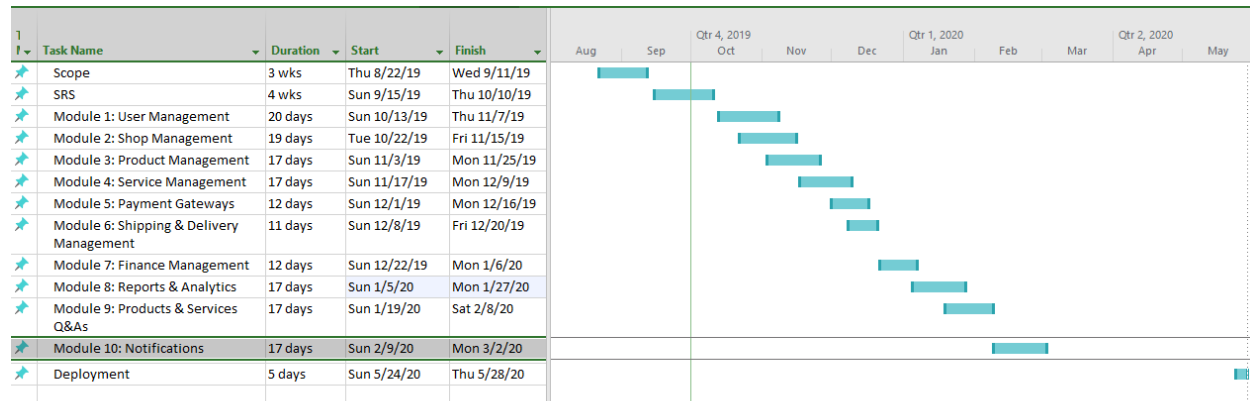 Qtr 4, 2019 Qtr 1, 2020 Qtr 2, 2020
Task Name Duration Start Finish Aug Sep Oct Nov Dec Jan Feb Mar Apr May
Scope 3 wks Thu 8/22/19 Wed 9/11/19
SRS 4 wks Sun 9/15/19 Thu 10/10/19
Module 1: User Management 20 days Sun 10/13/19 Thu 11/7/19
Module 2: Shop Management 19 days Tue 10/22/19 Fri 11/15/19
Module 3: Product Management 17 days Sun 11/3/19 Mon 11/25/19
Module 4: Service Management 17 days Sun 11/17/19 Mon 12/9/19
Module 5: Payment Gateways 12 days Sun 12/1/19 Mon 12/16/19
Module 6: Shipping & Delivery 11 days Sun 12/8/19 Fri 12/20/19
Management
Module 7: Finance Management 12 days Sun 12/22/19 Mon 1/6/20
Module 8: Reports & Analytics 17 days Sun 1/5/20 Mon 1/27/20
Module 9: Products & Services 17 days Sun 1/19/20 Sat 2/8/20
Q&As
Module 10: Notifications 17 days Sun 2/9/20 Mon 3/2/20
Deployment 5 days Sun 5/24/20 Thu 5/28/20